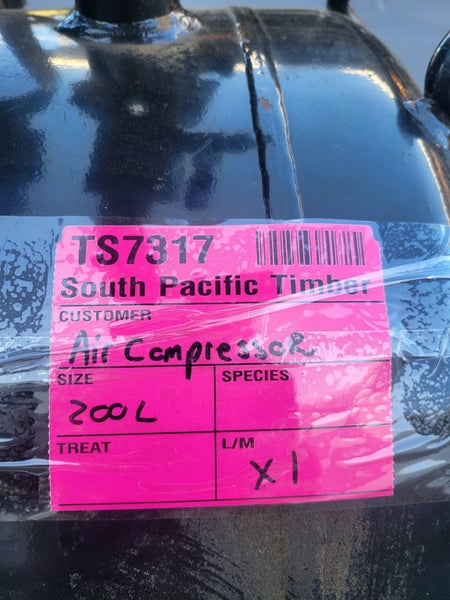 TS7317
South Pacific Timber
CUSTOMER
Air Compressor
SIZE
SPECIES
200L
TREAT
L/M
X1